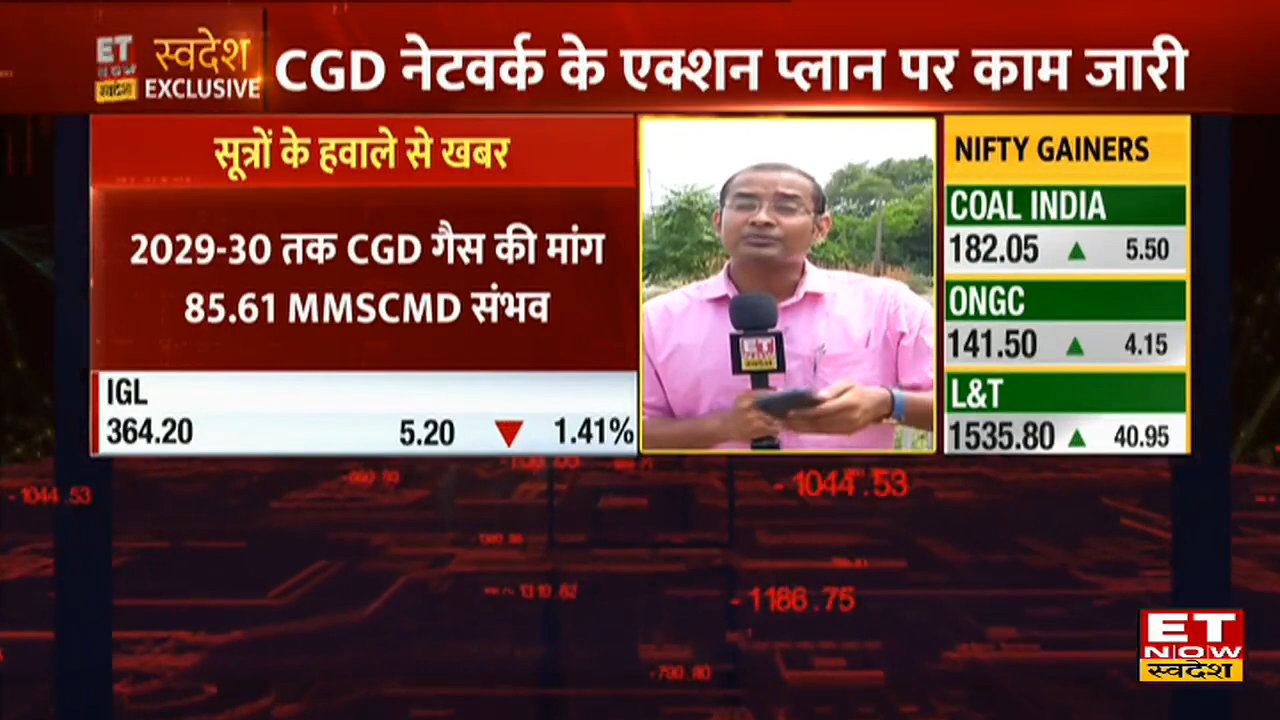 ET NOW स्वदेश
स्वदेश
EXCLUSIVE
CGD नेटवर्क के एक्शन प्लान पर काम जारी
सूत्रों के हवाले से खबर
2029-30 तक CGD गैस की मांग
85.61 MMSCMD संभव
IGL
364.20 5.20 ▼ 1.41%
ET
NIFTY GAINERS
COAL INDIA
182.05 ▲ 5.50
ONGC
141.50 ▲ 4.15
L&T
1535.80 ▲ 40.95
-1044.53
-1044.53
-1186.75
ET
NOW
स्वदेश